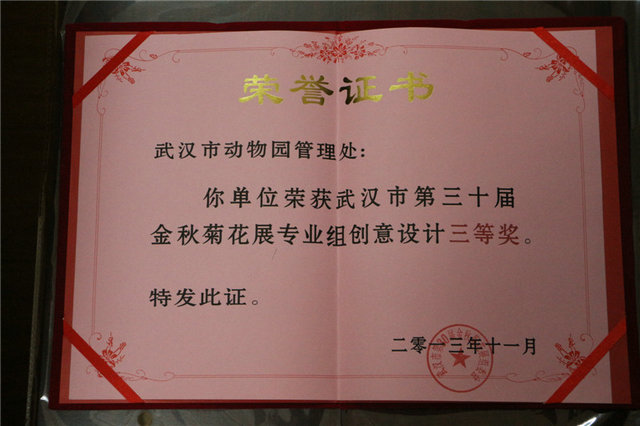 荣誉证书
武汉市动物园管理处：
你单位荣获武汉市第三十届
金秋菊花展专业组创意设计三等奖。
特发此证。
二零一三年十一月